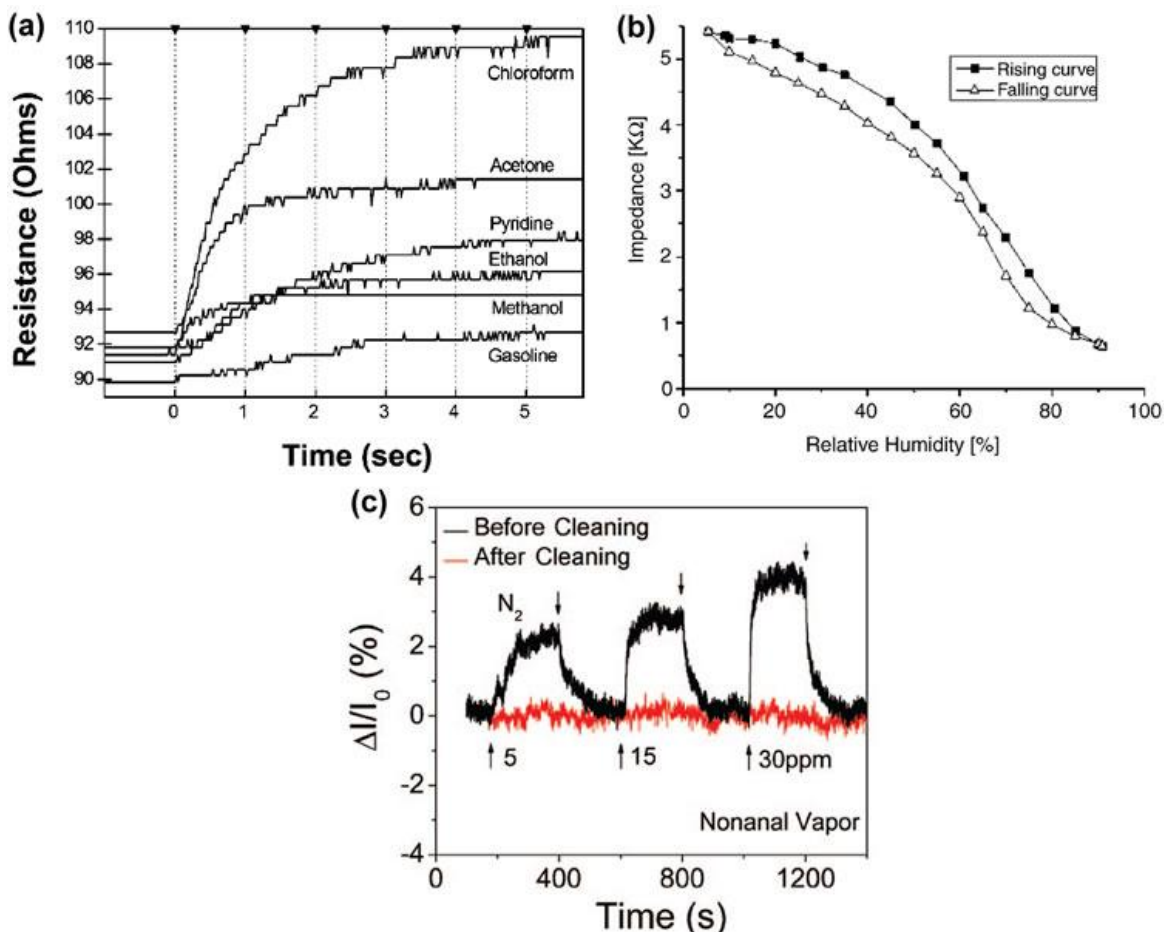 (a)
110
108
106
104
102
100
98
96
94
92
90
Resistance (Ohms)
Chloroform
Acetone
Pyridine
Ethanol
Methanol
Gasoline
0 1 2 3 4 5
Time (sec)
(b)
5
4
3
2
1
0
Impedance [KΩ]
Rising curve
Falling curve
0 20 40 60 80 100
Relative Humidity [%]
(c)
6
4
2
0
-2
-4
ΔI/I0 (%)
Before Cleaning
After Cleaning
N2
5 15 30ppm
Nonanal Vapor
0 400 800 1200
Time (s)